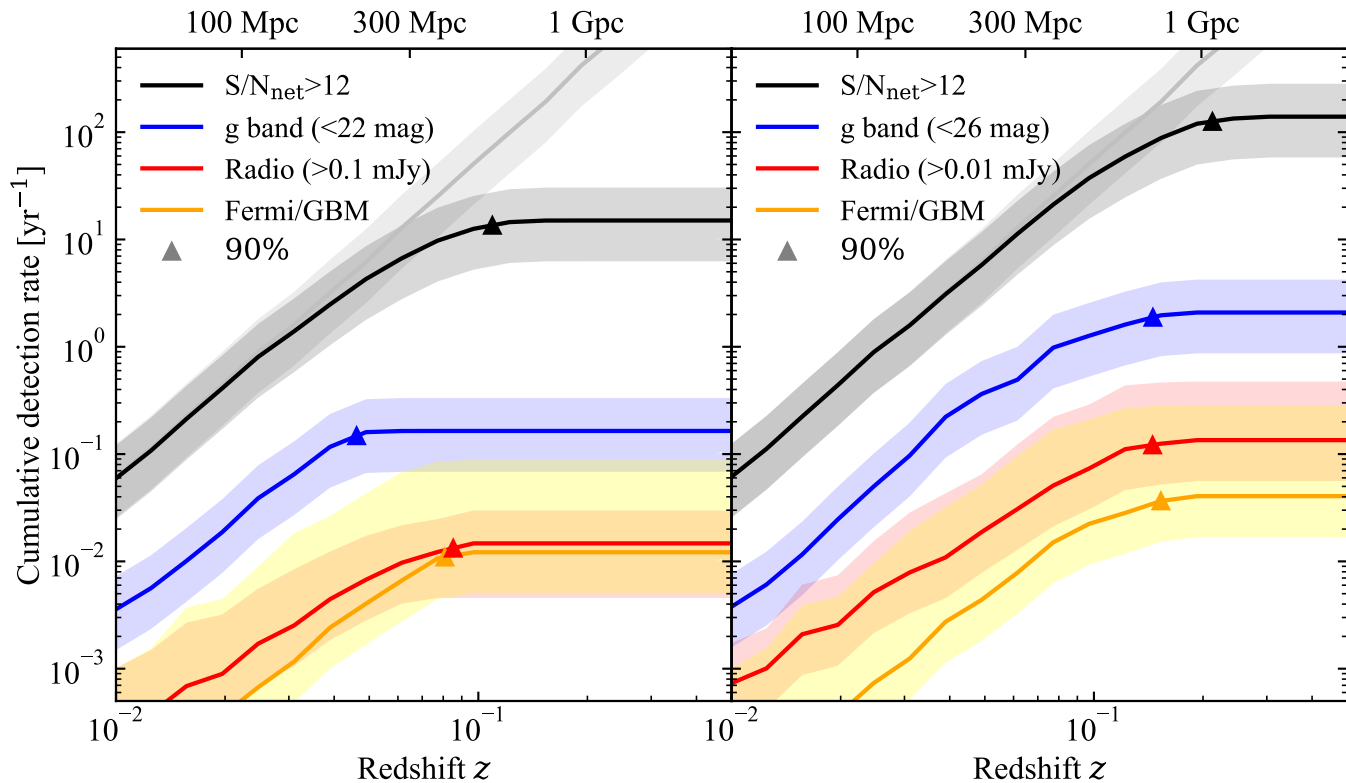 100 Mpc 300 Mpc 1 Gpc 100 Mpc 300 Mpc 1 Gpc
S/N_net>12
g band (<22 mag)
Radio (>0.1 mJy)
Fermi/GBM
90%
S/N_net>12
g band (<26 mag)
Radio (>0.01 mJy)
Fermi/GBM
90%
Cumulative detection rate [yr⁻¹]
10²
10¹
10⁰
10⁻¹
10⁻²
10⁻³
10⁻² 10⁻¹ 10⁻² 10⁻¹
Redshift z Redshift z